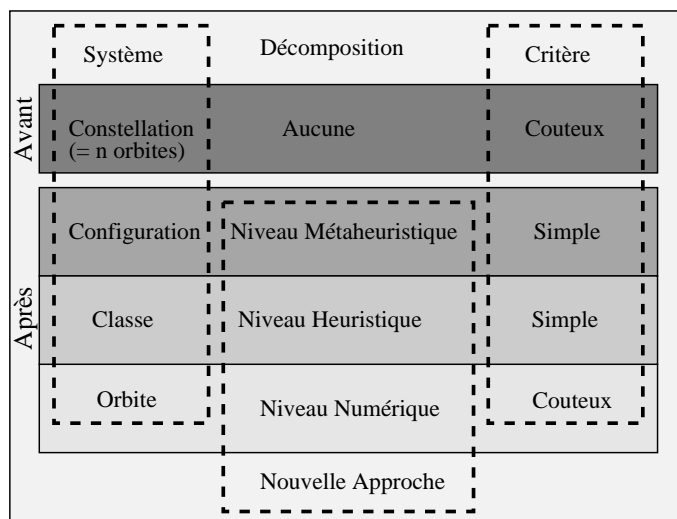 Système Décomposition Critère
Avant
Constellation Aucune Couteux
(= n orbites)
Après
Configuration Niveau Métaheuristique Simple
Classe Niveau Heuristique Simple
Orbite Niveau Numérique Couteux
Nouvelle Approche